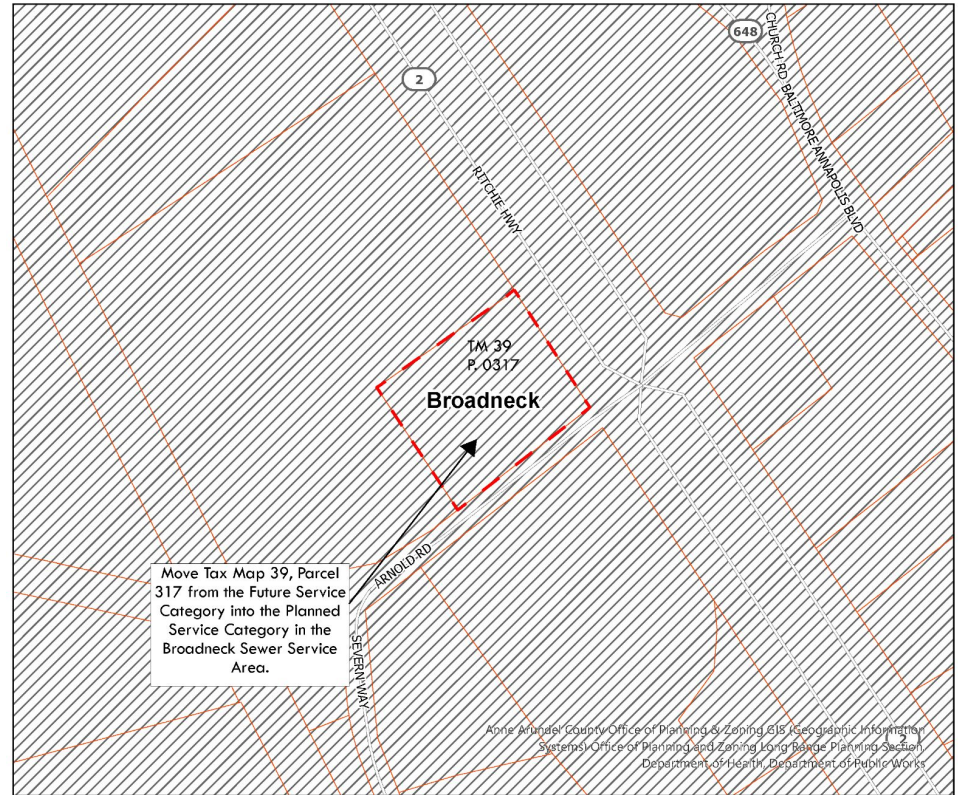 648
CHURCH RD
BALTIMORE ANNAPOLIS BLVD
2
RITCHIE HWY
TM 39
P. 0317
Broadneck
ARNOLD RD
SEVERN WAY
Move Tax Map 39, Parcel
317 from the Future Service
Category into the Planned
Service Category in the
Broadneck Sewer Service
Area.
2
Anne Arundel County Office of Planning & Zoning GIS (Geographic Information
Systems) Office of Planning and Zoning Long Range Planning Section,
Department of Health, Department of Public Works